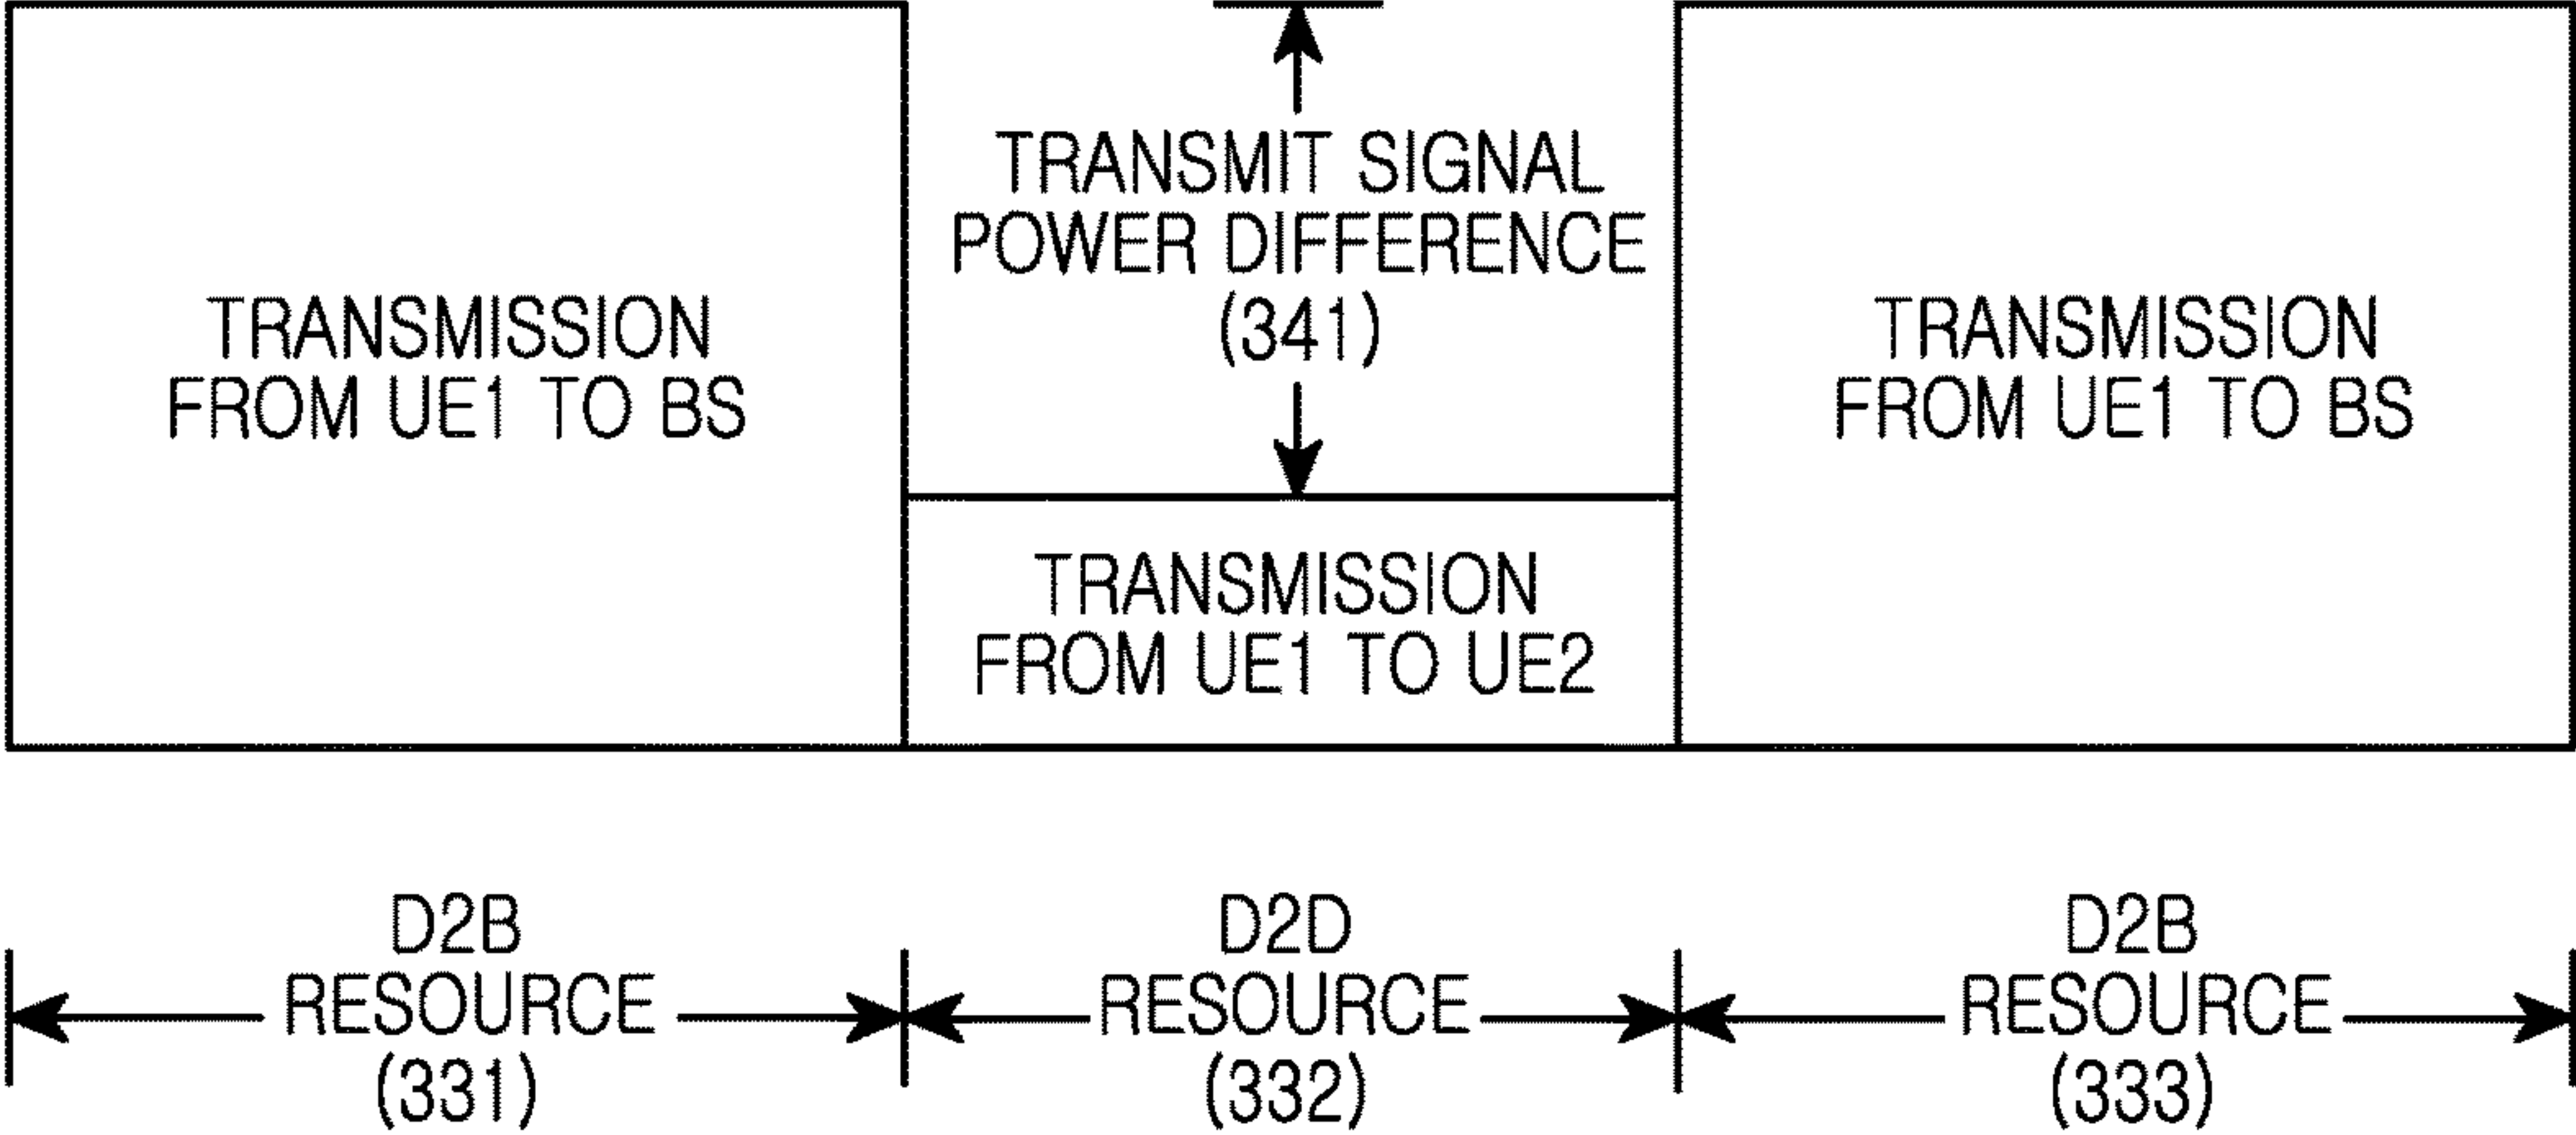 TRANSMISSION
FROM UE1 TO BS
TRANSMIT SIGNAL
POWER DIFFERENCE
(341)
TRANSMISSION
FROM UE1 TO UE2
TRANSMISSION
FROM UE1 TO BS
D2B
RESOURCE
(331)
D2D
RESOURCE
(332)
D2B
RESOURCE
(333)